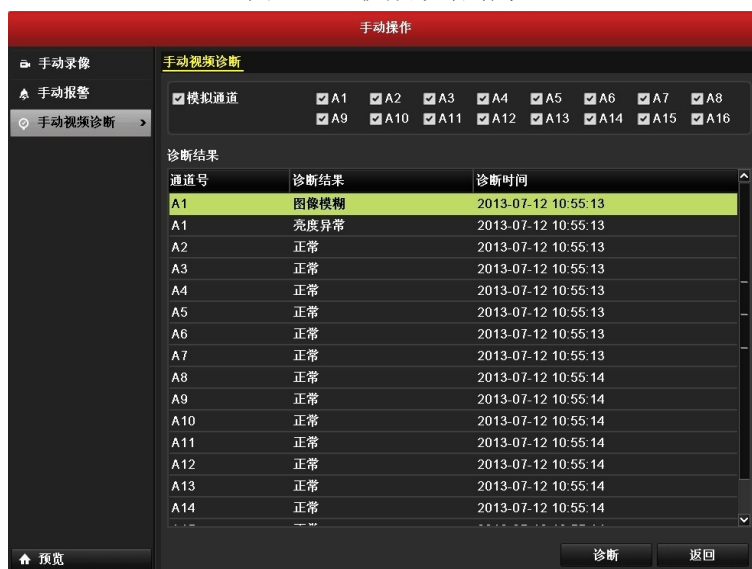 手动操作
手动录像
手动报警
手动视频诊断
预览
手动视频诊断
模拟通道 A1 A2 A3 A4 A5 A6 A7 A8
A9 A10 A11 A12 A13 A14 A15 A16
诊断结果
通道号 诊断结果 诊断时间
A1 图像模糊 2013-07-12 10:55:13
A1 亮度异常 2013-07-12 10:55:13
A2 正常 2013-07-12 10:55:13
A3 正常 2013-07-12 10:55:13
A4 正常 2013-07-12 10:55:13
A5 正常 2013-07-12 10:55:13
A6 正常 2013-07-12 10:55:13
A7 正常 2013-07-12 10:55:13
A8 正常 2013-07-12 10:55:14
A9 正常 2013-07-12 10:55:14
A10 正常 2013-07-12 10:55:14
A11 正常 2013-07-12 10:55:14
A12 正常 2013-07-12 10:55:14
A13 正常 2013-07-12 10:55:14
A14 正常 2013-07-12 10:55:14
诊断 返回